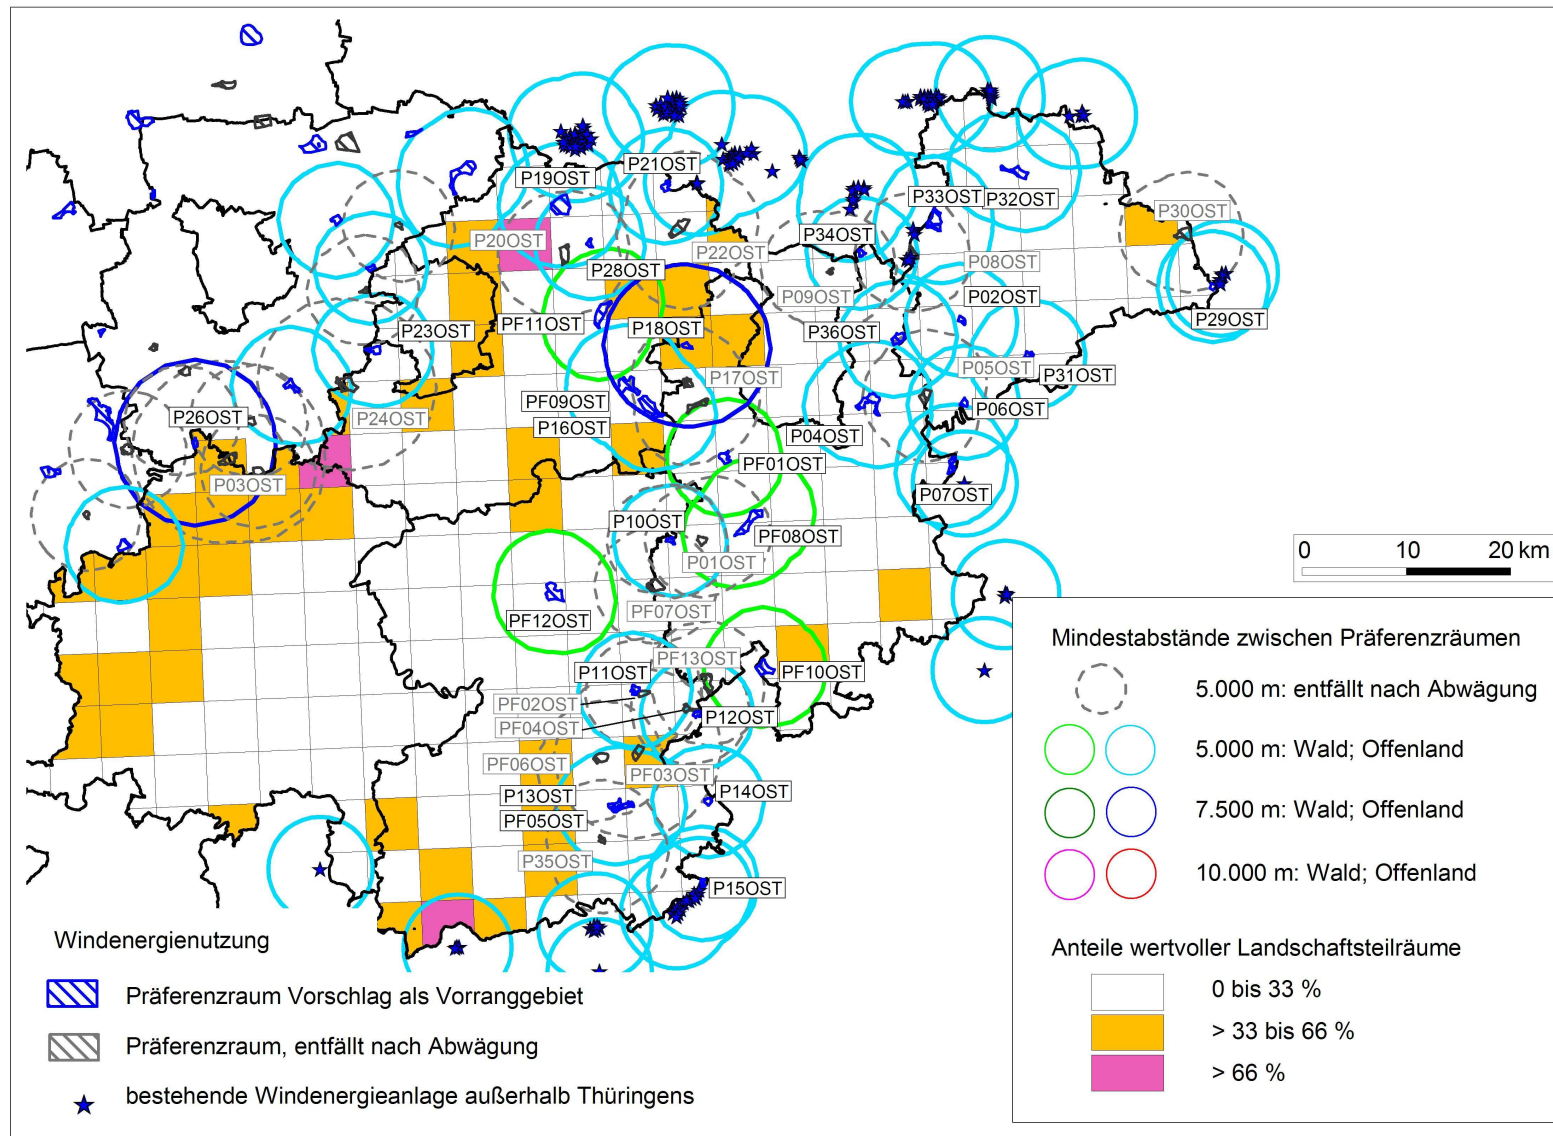 P19OST
P21OST
P20OST
P28OST
P22OST
P34OST
P33OST
P32OST
P30OST
P08OST
P09OST
P02OST
P29OST
P23OST
PF11OST
P18OST
P36OST
P17OST
P05OST
P31OST
P26OST
P24OST
PF09OST
P16OST
P04OST
P06OST
P03OST
PF01OST
P07OST
P10OST
PF08OST
P01OST
PF07OST
PF12OST
PF13OST
P11OST
PF10OST
PF02OST
PF04OST
P12OST
PF06OST
PF03OST
P13OST
P14OST
PF05OST
P35OST
P15OST
0 10 20 km
Mindestabstände zwischen Präferenzräumen
5.000 m: entfällt nach Abwägung
5.000 m: Wald; Offenland
7.500 m: Wald; Offenland
10.000 m: Wald; Offenland
Anteile wertvoller Landschaftsteilräume
0 bis 33 %
> 33 bis 66 %
> 66 %
Windenergienutzung
Präferenzraum Vorschlag als Vorranggebiet
Präferenzraum, entfällt nach Abwägung
bestehende Windenergieanlage außerhalb Thüringens